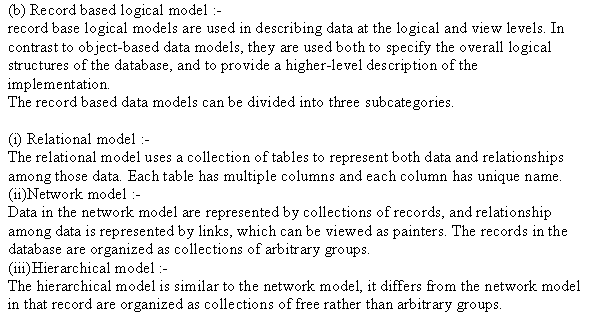 (b) Record based logical model :-
record base logical models are used in describing data at the logical and view levels. In
contrast to object-based data models, they are used both to specify the overall logical
structures of the database, and to provide a higher-level description of the
implementation.
The record based data models can be divided into three subcategories.
(i) Relational model :-
The relational model uses a collection of tables to represent both data and relationships
among those data. Each table has multiple columns and each column has unique name.
(ii)Network model :-
Data in the network model are represented by collections of records, and relationship
among data is represented by links, which can be viewed as painters. The records in the
database are organized as collections of arbitrary groups.
(iii)Hierarchical model :-
The hierarchical model is similar to the network model, it differs from the network model
in that record are organized as collections of free rather than arbitrary groups.